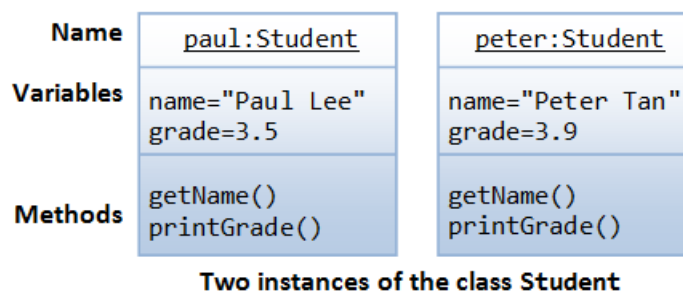 Name
paul:Student
peter:Student
Variables
name="Paul Lee"
grade=3.5
name="Peter Tan"
grade=3.9
Methods
getName()
printGrade()
getName()
printGrade()
Two instances of the class Student